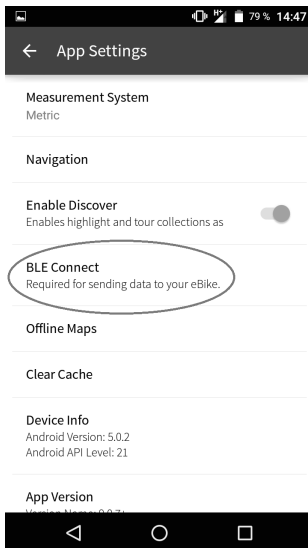 H+ 79 % 14:47
App Settings
Measurement System
Metric
Navigation
Enable Discover
Enables highlight and tour collections as
BLE Connect
Required for sending data to your eBike.
Offline Maps
Clear Cache
Device Info
Android Version: 5.0.2
Android API Level: 21
App Version